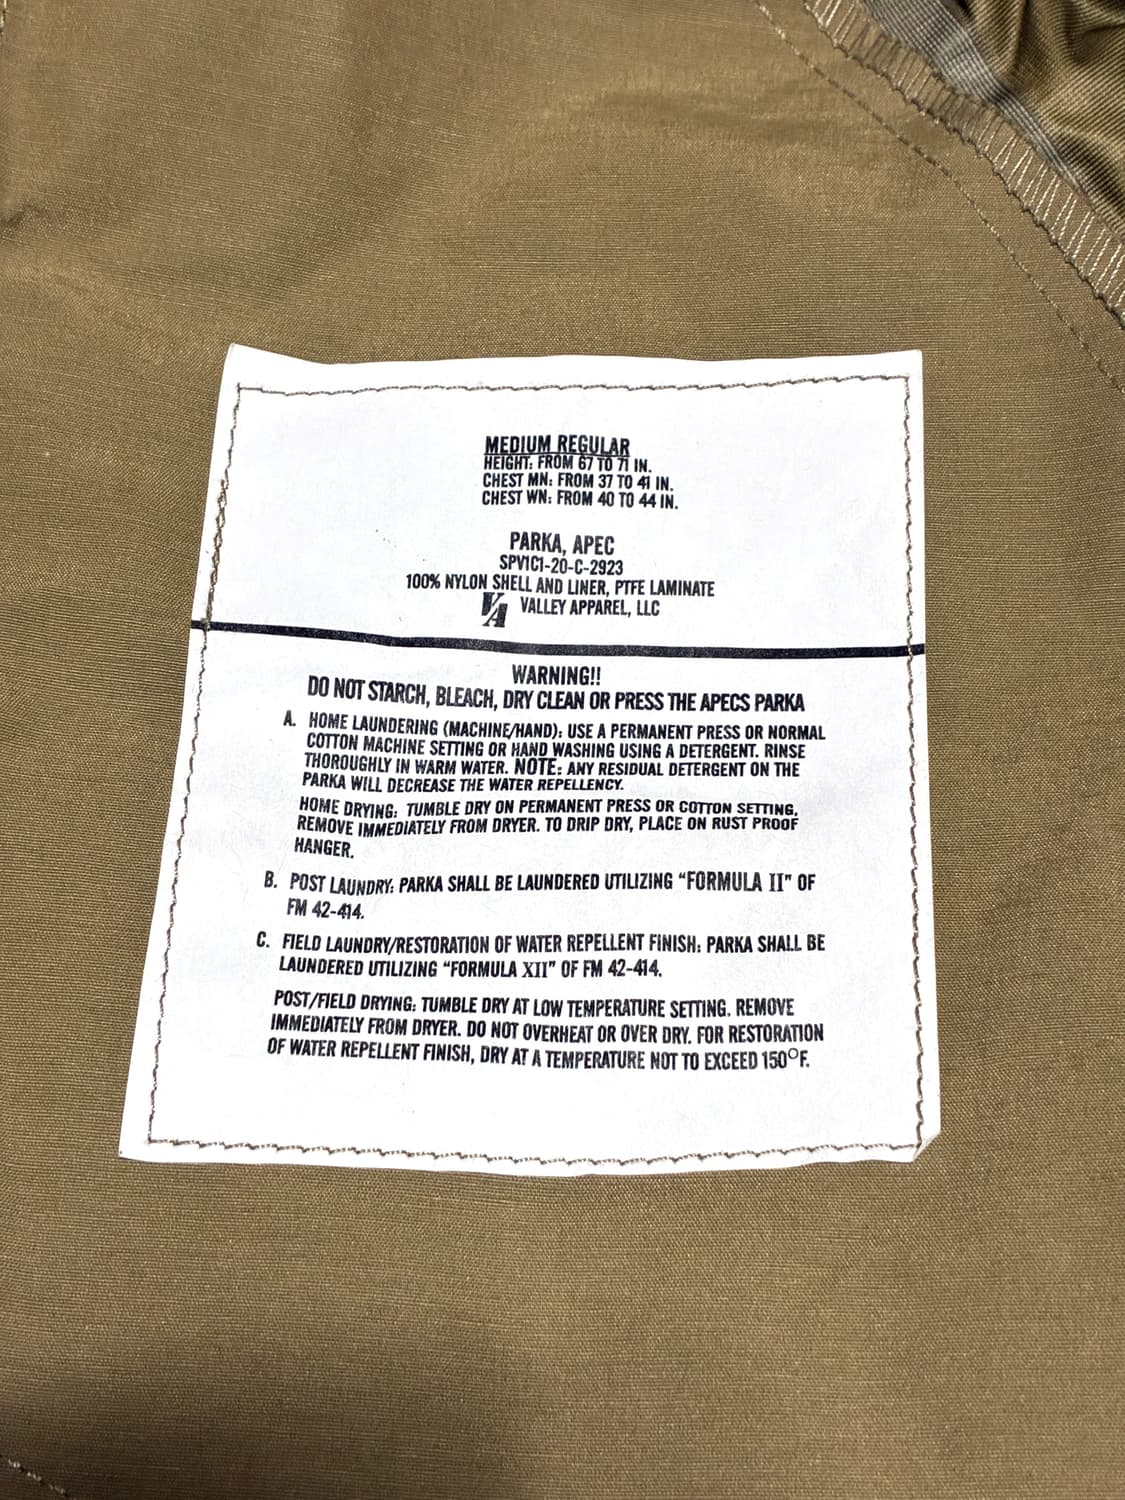 MEDIUM REGULAR
HEIGHT: FROM 67 TO 71 IN.
CHEST MN: FROM 37 TO 41 IN.
CHEST WN: FROM 40 TO 44 IN.
PARKA, APEC
SPV1C1-20-C-2923
100% NYLON SHELL AND LINER, PTFE LAMINATE
VA VALLEY APPAREL, LLC
WARNING!!
DO NOT STARCH, BLEACH, DRY CLEAN OR PRESS THE APECS PARKA
A. HOME LAUNDERING (MACHINE/HAND): USE A PERMANENT PRESS OR NORMAL
COTTON MACHINE SETTING OR HAND WASHING USING A DETERGENT. RINSE
THOROUGHLY IN WARM WATER. NOTE: ANY RESIDUAL DETERGENT ON THE
PARKA WILL DECREASE THE WATER REPELLENCY.
HOME DRYING: TUMBLE DRY ON PERMANENT PRESS OR COTTON SETTING,
REMOVE IMMEDIATELY FROM DRYER. TO DRIP DRY, PLACE ON RUST PROOF
HANGER.
B. POST LAUNDRY: PARKA SHALL BE LAUNDERED UTILIZING "FORMULA II" OF
FM 42-414.
C. FIELD LAUNDRY/RESTORATION OF WATER REPELLENT FINISH: PARKA SHALL BE
LAUNDERED UTILIZING "FORMULA XII" OF FM 42-414.
POST/FIELD DRYING: TUMBLE DRY AT LOW TEMPERATURE SETTING. REMOVE
IMMEDIATELY FROM DRYER. DO NOT OVERHEAT OR OVER DRY. FOR RESTORATION
OF WATER REPELLENT FINISH, DRY AT A TEMPERATURE NOT TO EXCEED 150°F.